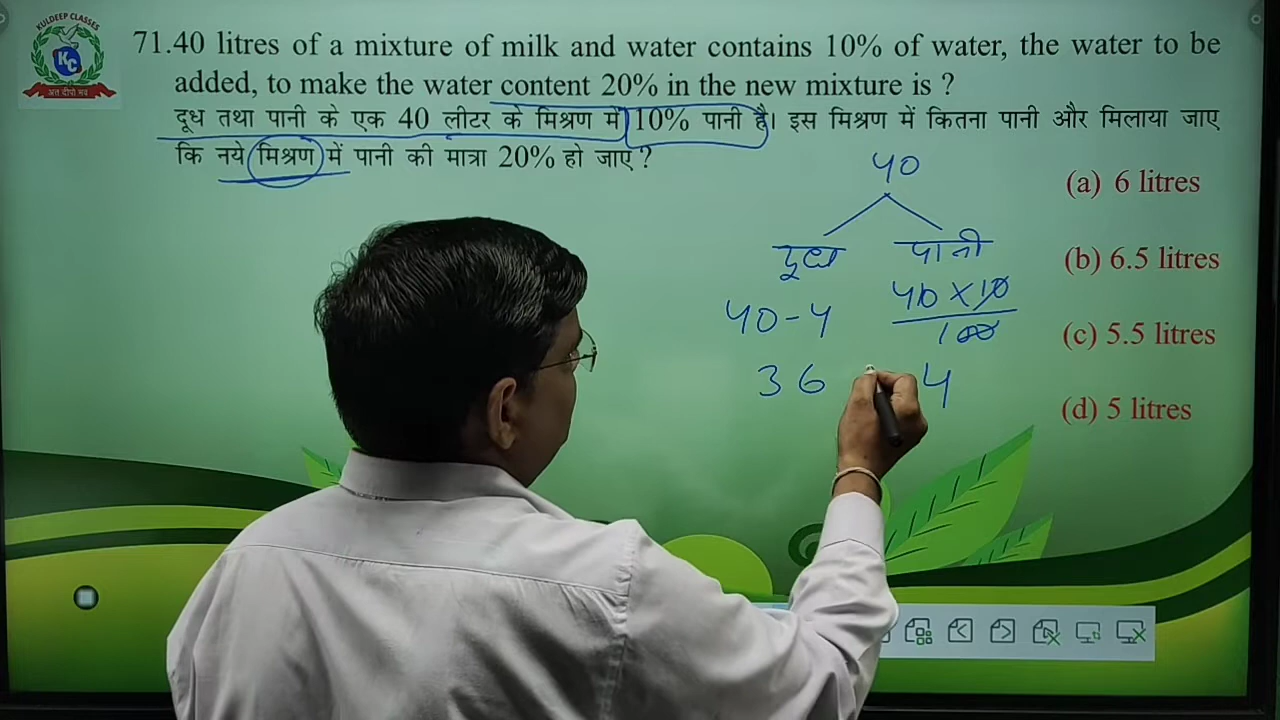 KULDEEP CLASSES
KC
अत्त दीपो भव
71.40 litres of a mixture of milk and water contains 10% of water, the water to be
added, to make the water content 20% in the new mixture is ?
दूध तथा पानी के एक 40 लीटर के मिश्रण में 10% पानी है। इस मिश्रण में कितना पानी और मिलाया जाए
कि नये मिश्रण में पानी की मात्रा 20% हो जाए ?
(a) 6 litres
(b) 6.5 litres
(c) 5.5 litres
(d) 5 litres
40
दूध पानी
40-4 40 × 10
100
36 4